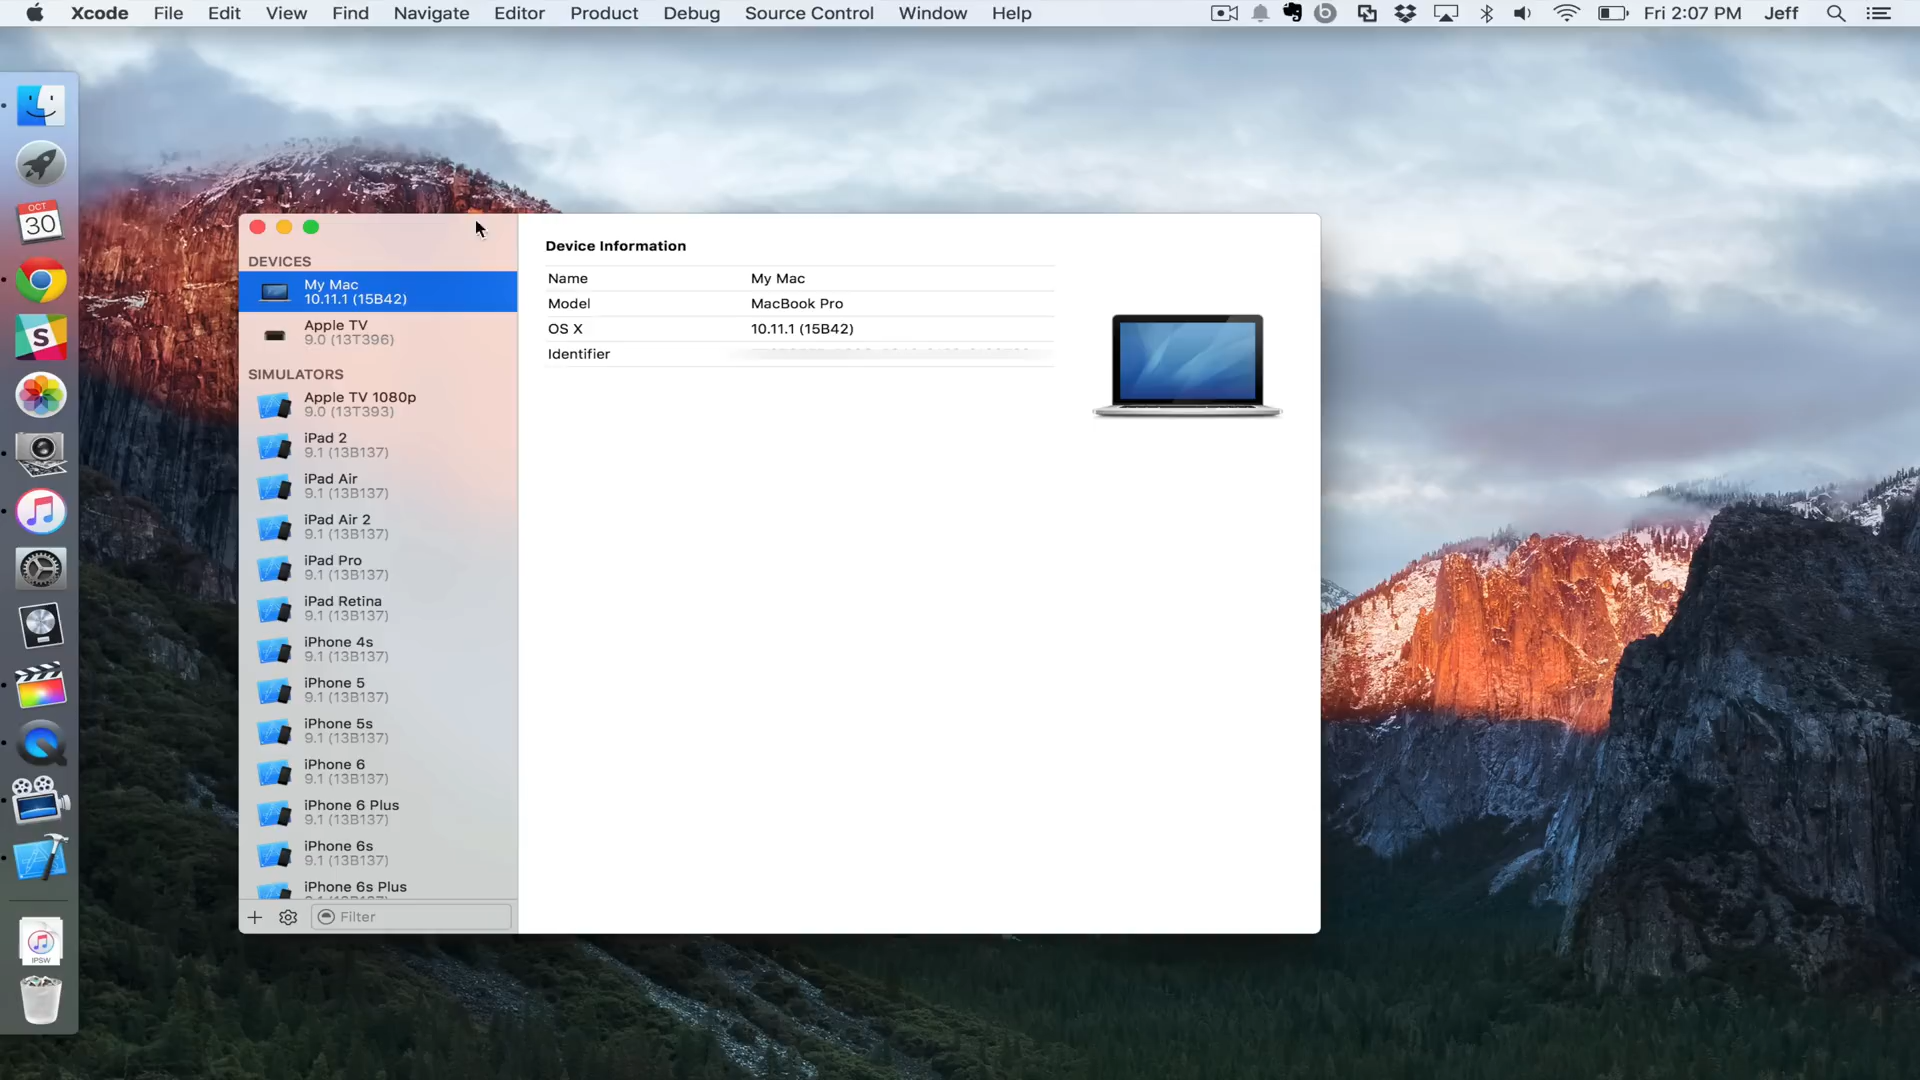 Xcode File Edit View Find Navigate Editor Product Debug Source Control Window Help Fri 2:07 PM Jeff
OCT
30
DEVICES
My Mac
10.11.1 (15B42)
Apple TV
9.0 (13T396)
SIMULATORS
Apple TV 1080p
9.0 (13T393)
iPad 2
9.1 (13B137)
iPad Air
9.1 (13B137)
iPad Air 2
9.1 (13B137)
iPad Pro
9.1 (13B137)
iPad Retina
9.1 (13B137)
iPhone 4s
9.1 (13B137)
iPhone 5
9.1 (13B137)
iPhone 5s
9.1 (13B137)
iPhone 6
9.1 (13B137)
iPhone 6 Plus
9.1 (13B137)
iPhone 6s
9.1 (13B137)
iPhone 6s Plus
Filter
Device Information
Name My Mac
Model MacBook Pro
OS X 10.11.1 (15B42)
Identifier
IPSW